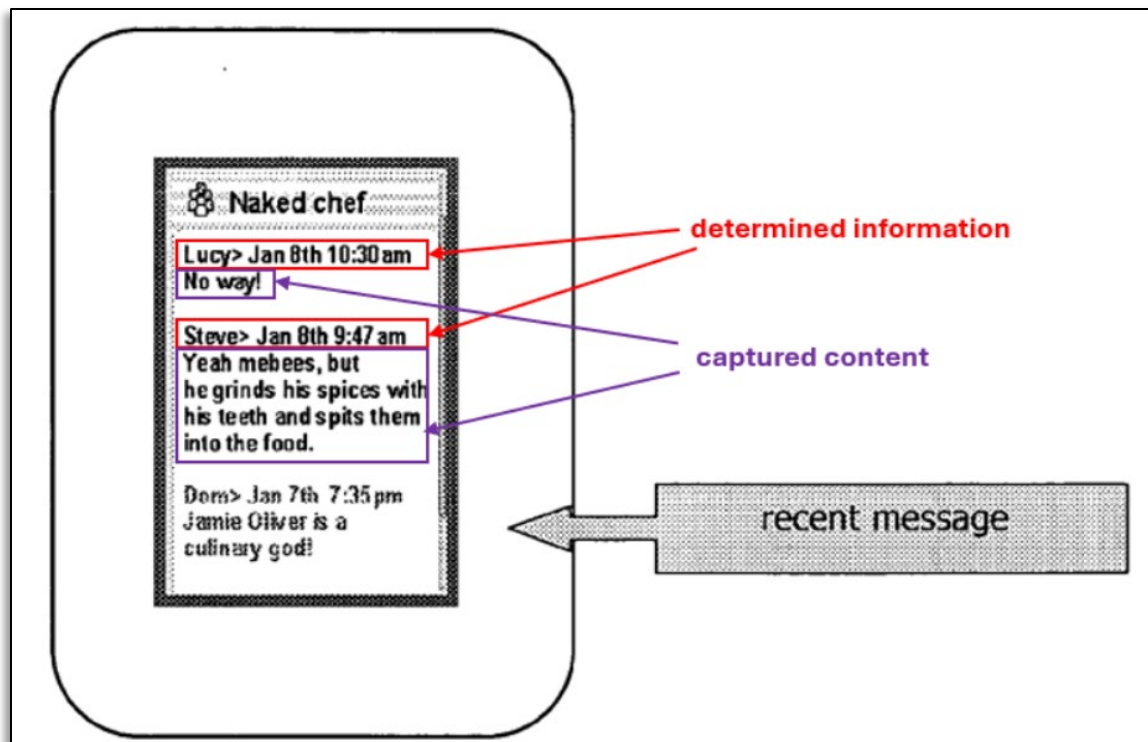 Naked chef
Lucy> Jan 8th 10:30 am
No way!
Steve> Jan 8th 9:47 am
Yeah mebees, but
he grinds his spices with
his teeth and spits them
into the food.
Dom> Jan 7th 7:35 pm
Jamie Oliver is a
culinary god!
determined information
captured content
recent message